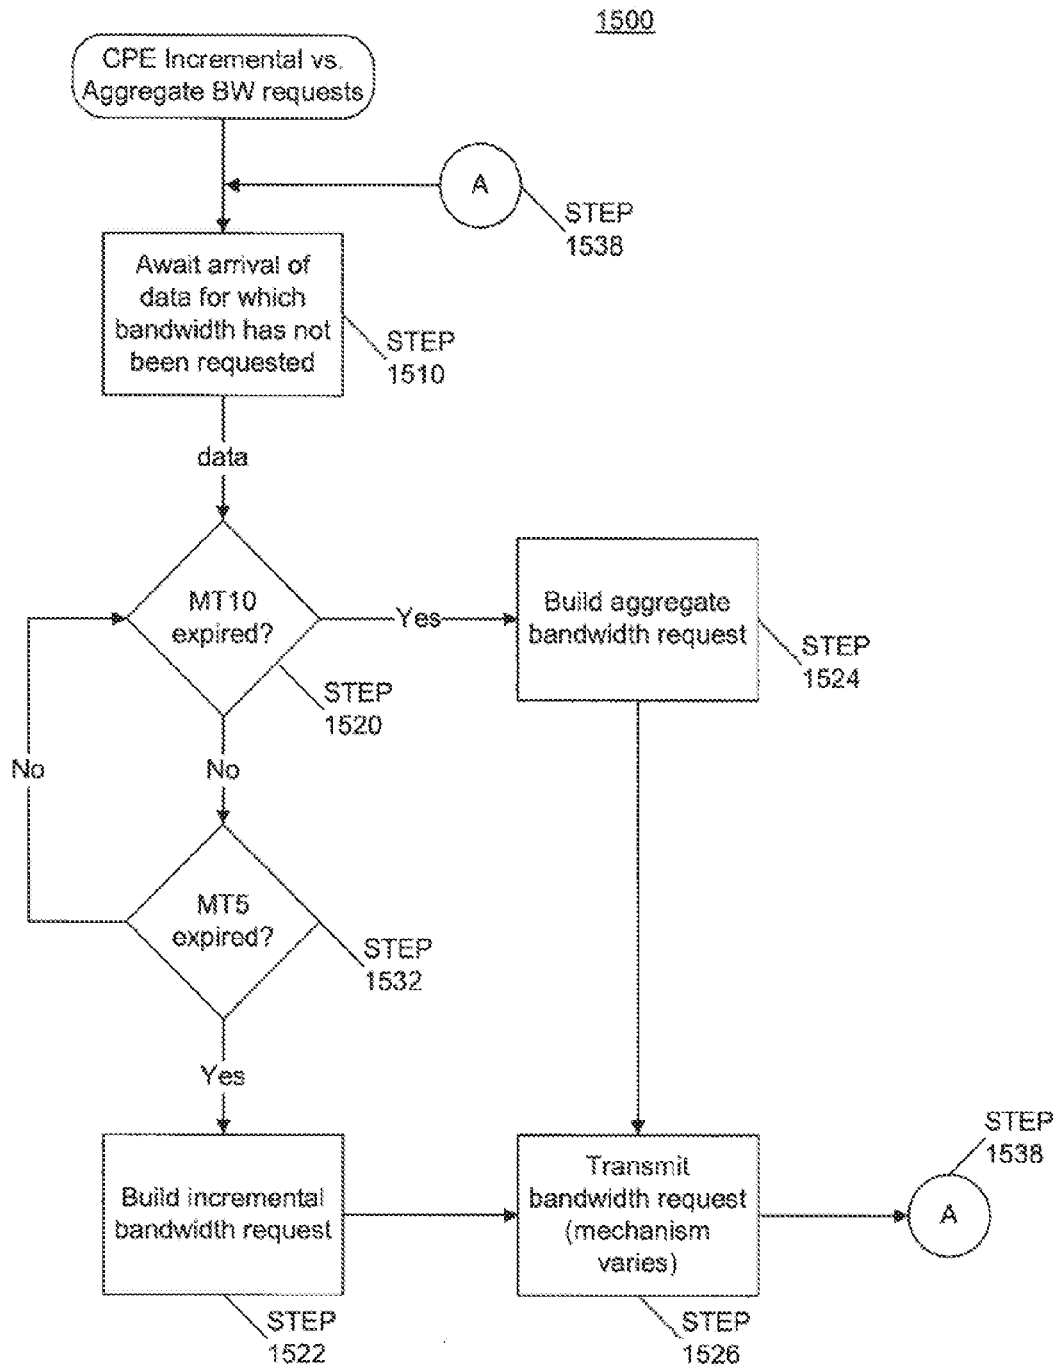 1500
CPE Incremental vs.
Aggregate BW requests
A
STEP
1538
Await arrival of
data for which
bandwidth has not
been requested
STEP
1510
data
MT10
expired?
Yes
Build aggregate
bandwidth request
STEP
1524
STEP
1520
No
No
MT5
expired?
STEP
1532
Yes
Build incremental
bandwidth request
STEP
1522
Transmit
bandwidth request
(mechanism
varies)
STEP
1526
STEP
1538
A